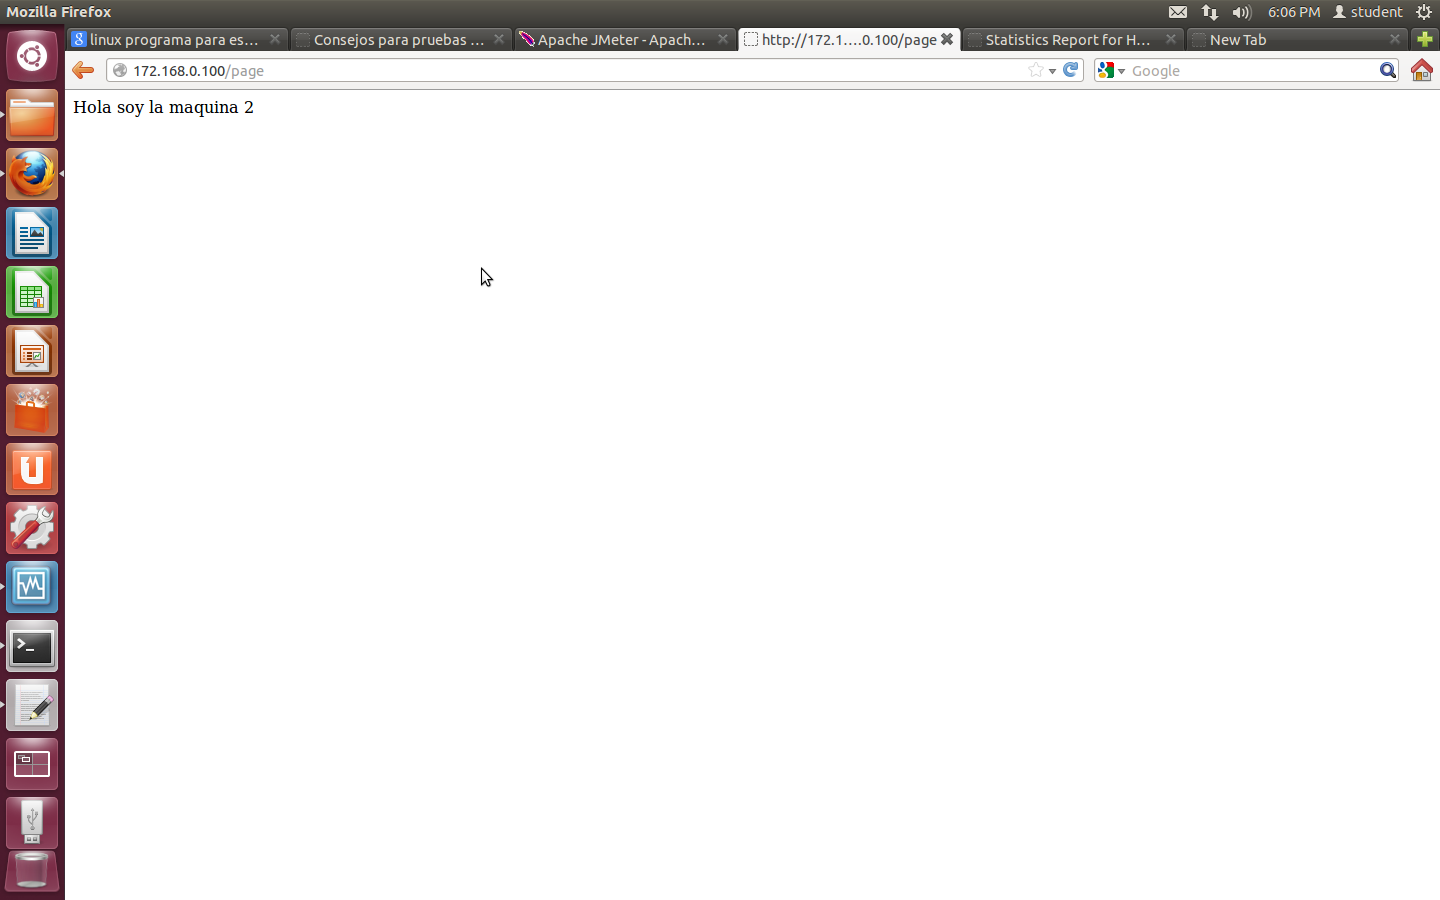 Mozilla Firefox
6:06 PM student
linux programa para es...
Consejos para pruebas ...
Apache JMeter - Apach...
http://172.1....0.100/page
Statistics Report for H...
New Tab
172.168.0.100/page
Google
Hola soy la maquina 2